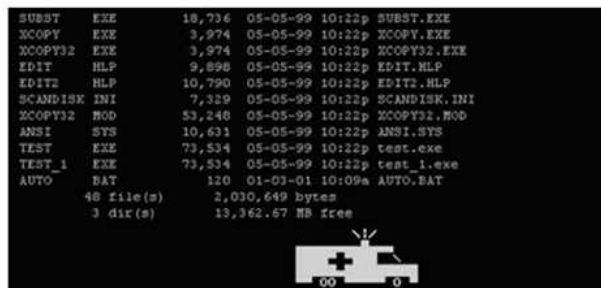 SUBST    EXE        18,736  05-05-99 10:22p SUBST.EXE
XCOPY    EXE         3,974  05-05-99 10:22p XCOPY.EXE
XCOPY32  EXE         3,974  05-05-99 10:22p XCOPY32.EXE
EDIT     HLP         9,898  05-05-99 10:22p EDIT.HLP
EDIT2    HLP        10,790  05-05-99 10:22p EDIT2.HLP
SCANDISK INI         7,329  05-05-99 10:22p SCANDISK.INI
XCOPY32  MOD        53,248  05-05-99 10:22p XCOPY32.MOD
ANSI     SYS        10,631  05-05-99 10:22p ANSI.SYS
TEST     EXE        73,534  05-05-99 10:22p test.exe
TEST_1   EXE        73,534  05-05-99 10:22p test_1.exe
AUTO     BAT           120  01-03-01 10:09a AUTO.BAT
48 file(s)      2,030,649 bytes
3 dir(s)       13,362.67 MB free